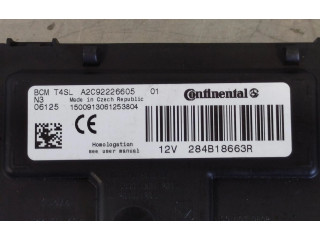 BCM T4SL A2C92226605 01
N3 Made in Czech Republic
06125 1500913061253804
Continental
CE
Homologation
see user manual
12V 284B18663R